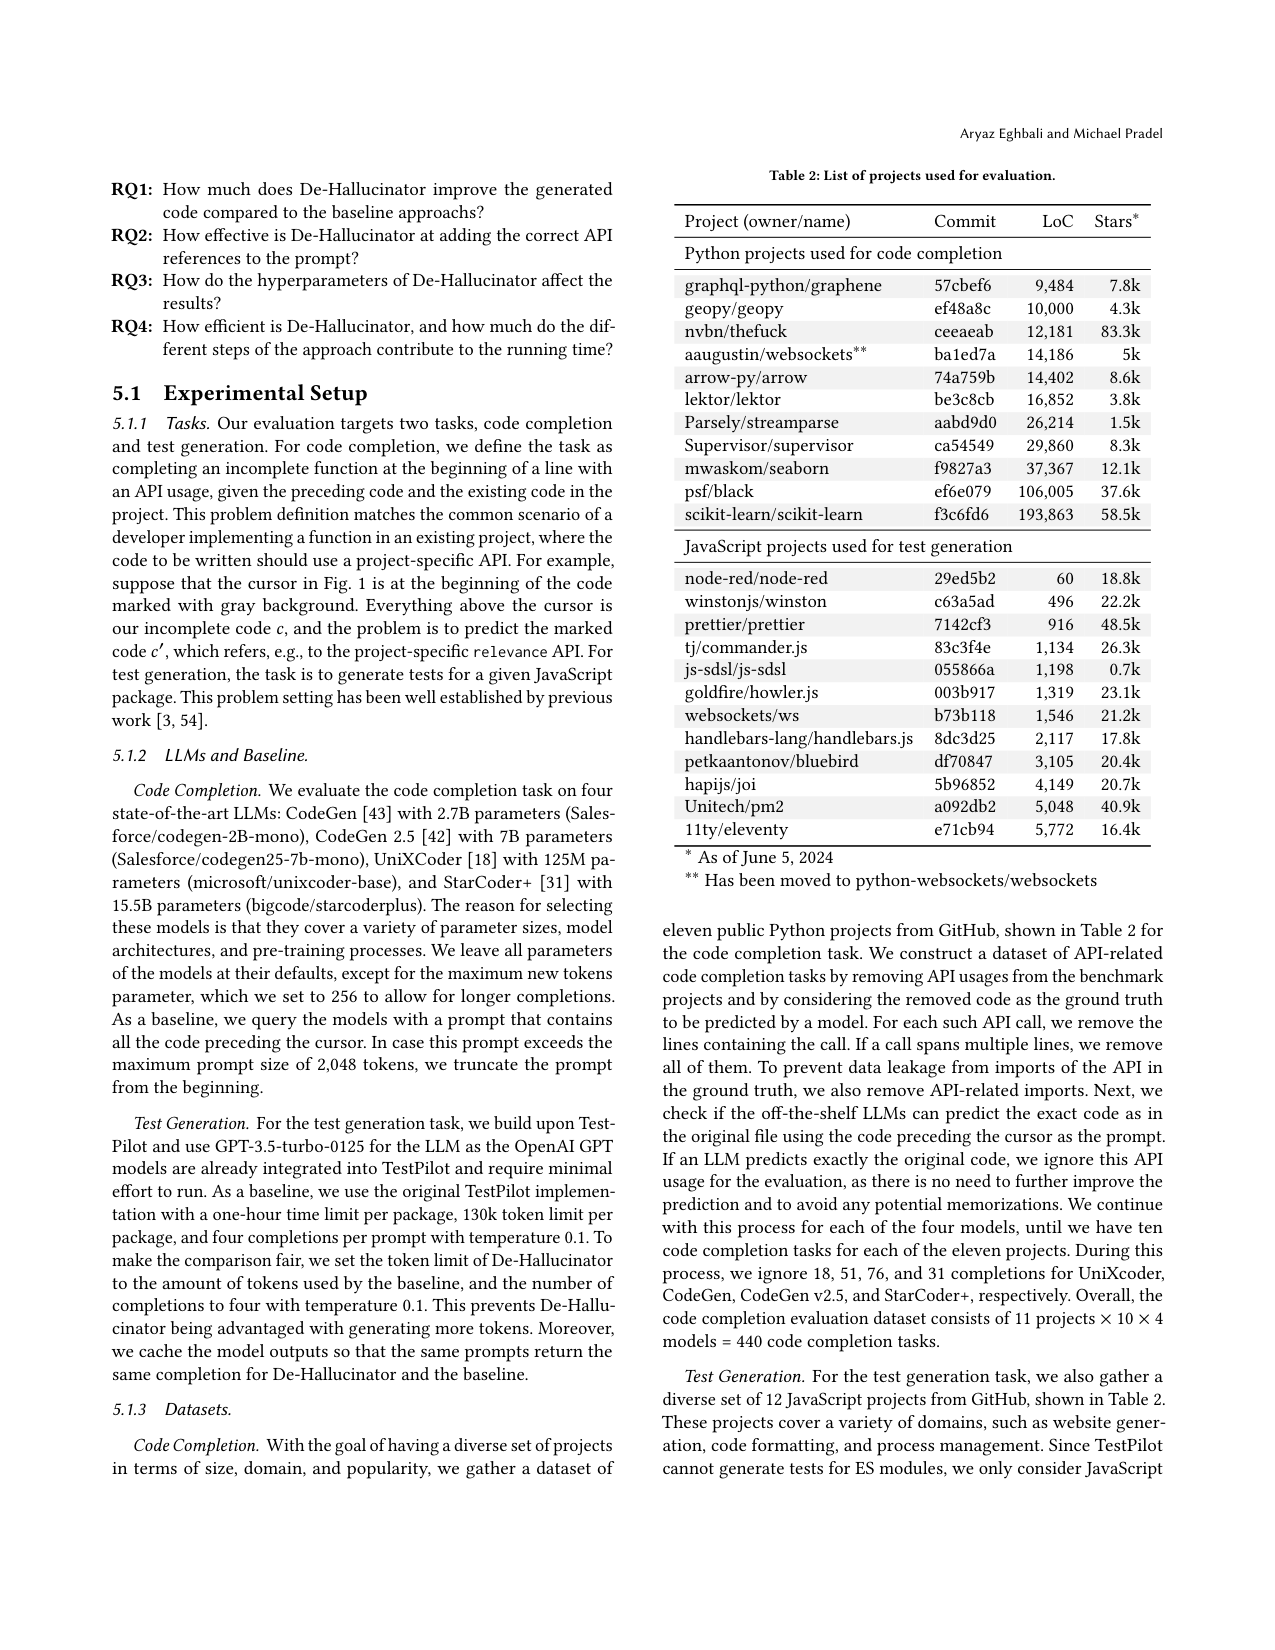 Aryaz Eghbali and Michael Pradel
RQ1: How much does De-Hallucinator improve the generated
code compared to the baseline approachs?
RQ2: How effective is De-Hallucinator at adding the correct API
references to the prompt?
RQ3: How do the hyperparameters of De-Hallucinator affect the
results?
RQ4: How efficient is De-Hallucinator, and how much do the dif-
ferent steps of the approach contribute to the running time?
5.1 Experimental Setup
5.1.1 Tasks. Our evaluation targets two tasks, code completion
and test generation. For code completion, we define the task as
completing an incomplete function at the beginning of a line with
an API usage, given the preceding code and the existing code in the
project. This problem definition matches the common scenario of a
developer implementing a function in an existing project, where the
code to be written should use a project-specific API. For example,
suppose that the cursor in Fig. 1 is at the beginning of the code
marked with gray background. Everything above the cursor is
our incomplete code c, and the problem is to predict the marked
code c′, which refers, e.g., to the project-specific relevance API. For
test generation, the task is to generate tests for a given JavaScript
package. This problem setting has been well established by previous
work [3, 54].
5.1.2 LLMs and Baseline.
Code Completion. We evaluate the code completion task on four
state-of-the-art LLMs: CodeGen [43] with 2.7B parameters (Sales-
force/codegen-2B-mono), CodeGen 2.5 [42] with 7B parameters
(Salesforce/codegen25-7b-mono), UniXCoder [18] with 125M pa-
rameters (microsoft/unixcoder-base), and StarCoder+ [31] with
15.5B parameters (bigcode/starcoderplus). The reason for selecting
these models is that they cover a variety of parameter sizes, model
architectures, and pre-training processes. We leave all parameters
of the models at their defaults, except for the maximum new tokens
parameter, which we set to 256 to allow for longer completions.
As a baseline, we query the models with a prompt that contains
all the code preceding the cursor. In case this prompt exceeds the
maximum prompt size of 2,048 tokens, we truncate the prompt
from the beginning.
Test Generation. For the test generation task, we build upon Test-
Pilot and use GPT-3.5-turbo-0125 for the LLM as the OpenAI GPT
models are already integrated into TestPilot and require minimal
effort to run. As a baseline, we use the original TestPilot implemen-
tation with a one-hour time limit per package, 130k token limit per
package, and four completions per prompt with temperature 0.1. To
make the comparison fair, we set the token limit of De-Hallucinator
to the amount of tokens used by the baseline, and the number of
completions to four with temperature 0.1. This prevents De-Hallu-
cinator being advantaged with generating more tokens. Moreover,
we cache the model outputs so that the same prompts return the
same completion for De-Hallucinator and the baseline.
5.1.3 Datasets.
Code Completion. With the goal of having a diverse set of projects
in terms of size, domain, and popularity, we gather a dataset of
Table 2: List of projects used for evaluation.
Project (owner/name) Commit LoC Stars*
Python projects used for code completion
graphql-python/graphene 57cbef6 9,484 7.8k
geopy/geopy ef48a8c 10,000 4.3k
nvbn/thefuck ceeaeab 12,181 83.3k
aaugustin/websockets** ba1ed7a 14,186 5k
arrow-py/arrow 74a759b 14,402 8.6k
lektor/lektor be3c8cb 16,852 3.8k
Parsely/streamparse aabd9d0 26,214 1.5k
Supervisor/supervisor ca54549 29,860 8.3k
mwaskom/seaborn f9827a3 37,367 12.1k
psf/black ef6e079 106,005 37.6k
scikit-learn/scikit-learn f3c6fd6 193,863 58.5k
JavaScript projects used for test generation
node-red/node-red 29ed5b2 60 18.8k
winstonjs/winston c63a5ad 496 22.2k
prettier/prettier 7142cf3 916 48.5k
tj/commander.js 83c3f4e 1,134 26.3k
js-sdsl/js-sdsl 055866a 1,198 0.7k
goldfire/howler.js 003b917 1,319 23.1k
websockets/ws b73b118 1,546 21.2k
handlebars-lang/handlebars.js 8dc3d25 2,117 17.8k
petkaantonov/bluebird df70847 3,105 20.4k
hapijs/joi 5b96852 4,149 20.7k
Unitech/pm2 a092db2 5,048 40.9k
11ty/eleventy e71cb94 5,772 16.4k
* As of June 5, 2024
** Has been moved to python-websockets/websockets
eleven public Python projects from GitHub, shown in Table 2 for
the code completion task. We construct a dataset of API-related
code completion tasks by removing API usages from the benchmark
projects and by considering the removed code as the ground truth
to be predicted by a model. For each such API call, we remove the
lines containing the call. If a call spans multiple lines, we remove
all of them. To prevent data leakage from imports of the API in
the ground truth, we also remove API-related imports. Next, we
check if the off-the-shelf LLMs can predict the exact code as in
the original file using the code preceding the cursor as the prompt.
If an LLM predicts exactly the original code, we ignore this API
usage for the evaluation, as there is no need to further improve the
prediction and to avoid any potential memorizations. We continue
with this process for each of the four models, until we have ten
code completion tasks for each of the eleven projects. During this
process, we ignore 18, 51, 76, and 31 completions for UniXcoder,
CodeGen, CodeGen v2.5, and StarCoder+, respectively. Overall, the
code completion evaluation dataset consists of 11 projects × 10 × 4
models = 440 code completion tasks.
Test Generation. For the test generation task, we also gather a
diverse set of 12 JavaScript projects from GitHub, shown in Table 2.
These projects cover a variety of domains, such as website gener-
ation, code formatting, and process management. Since TestPilot
cannot generate tests for ES modules, we only consider JavaScript